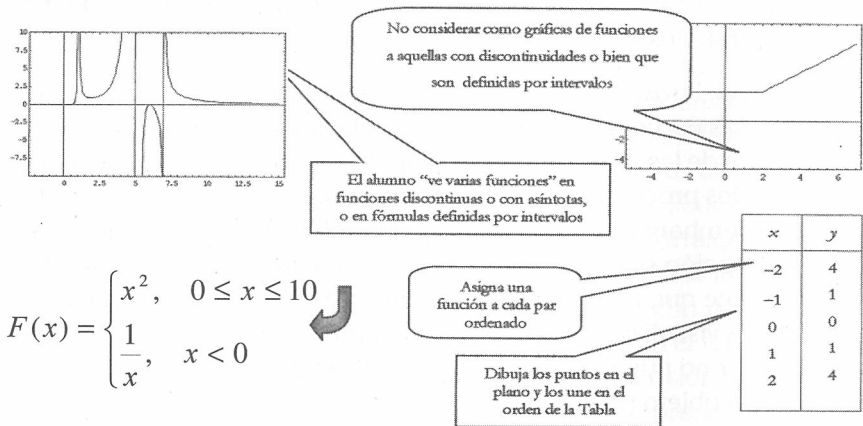 No considerar como gráficas de funciones
a aquellas con discontinuidades o bien que
son definidas por intervalos
10
7.5
5
2.5
0
-2.5
-5
-7.5
0 2.5 5 7.5 10 12.5 15
-2
-4
-4 -2 0 2 4 6
El alumno “ve varias funciones” en
funciones discontinuas o con asíntotas,
o en fórmulas definidas por intervalos
F(x) = { x², 0 ≤ x ≤ 10
1/x, x < 0
Asigna una
función a cada par
ordenado
Dibuja los puntos en el
plano y los une en el
orden de la Tabla
x y
-2 4
-1 1
0 0
1 1
2 4